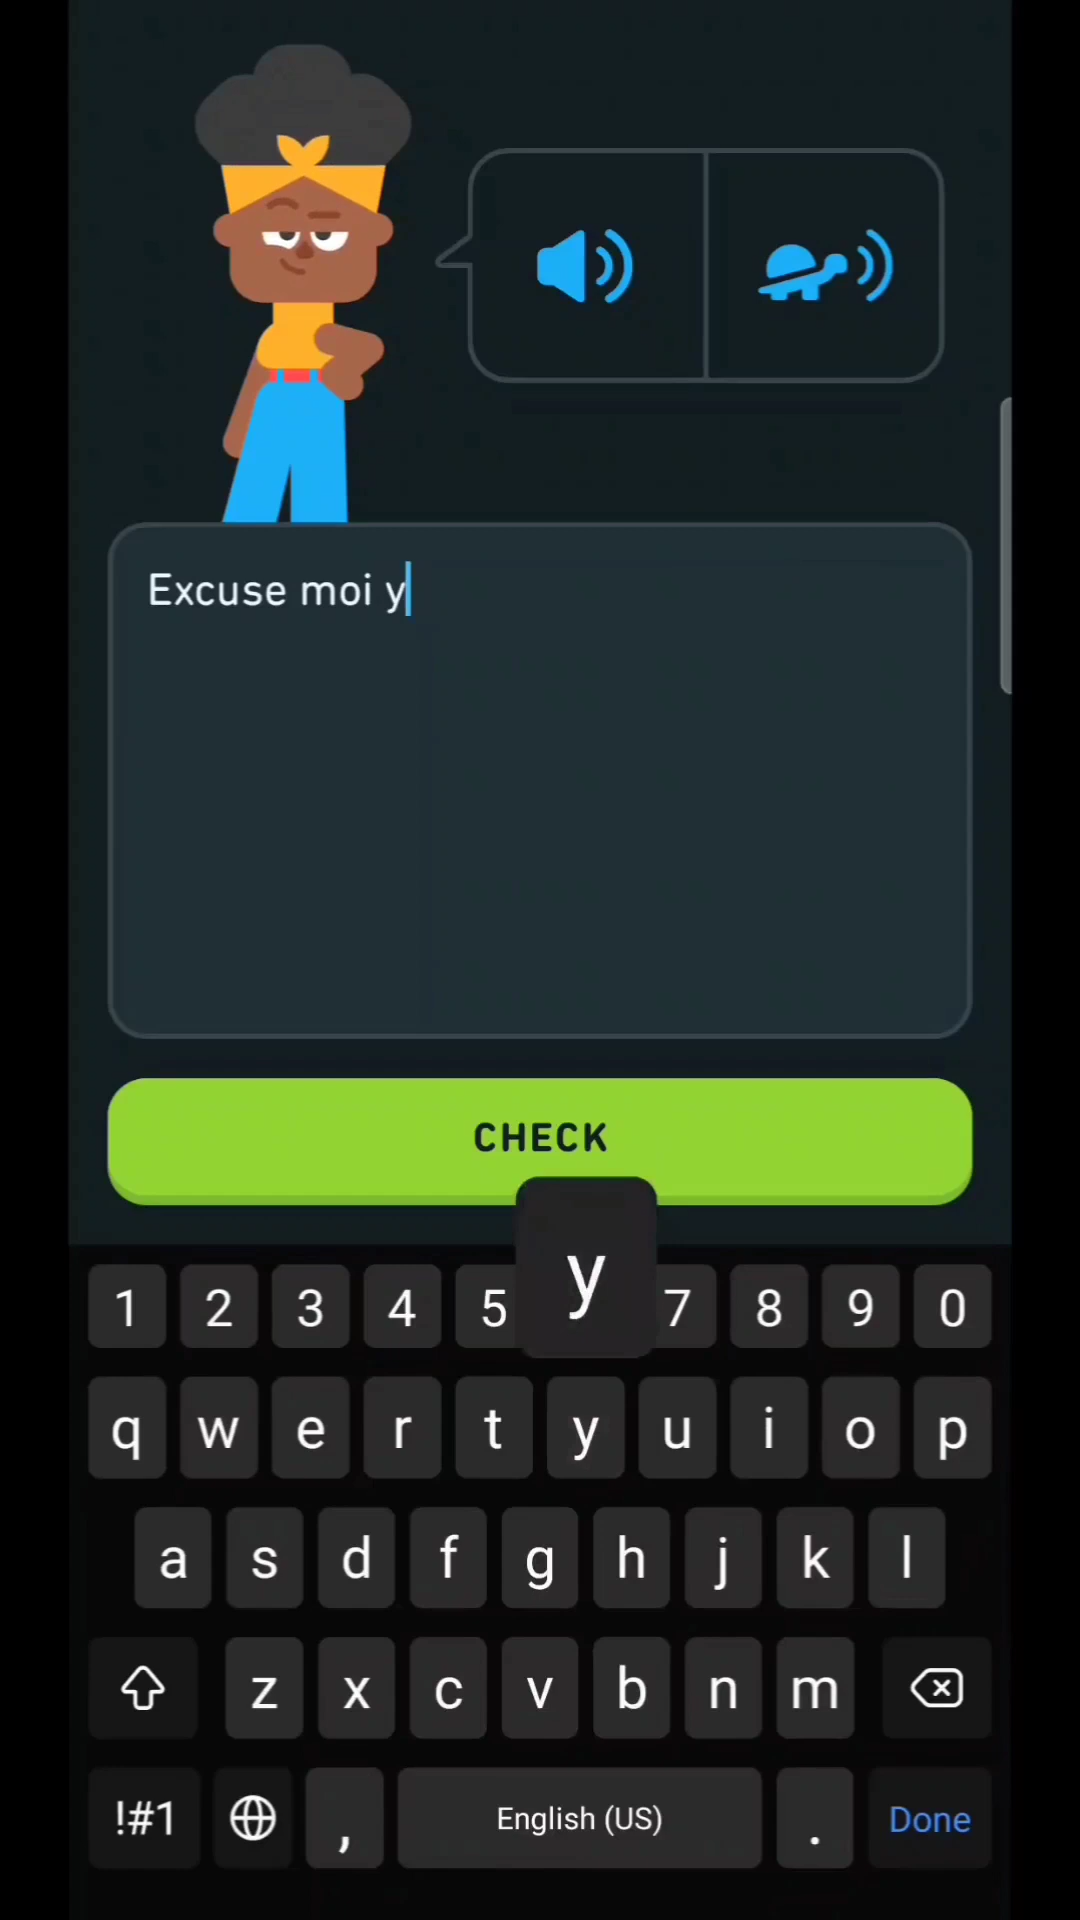 Excuse moi y
CHECK
y
1 2 3 4 5 7 8 9 0
q w e r t y u i o p
a s d f g h j k l
z x c v b n m
!#1 , English (US) . Done